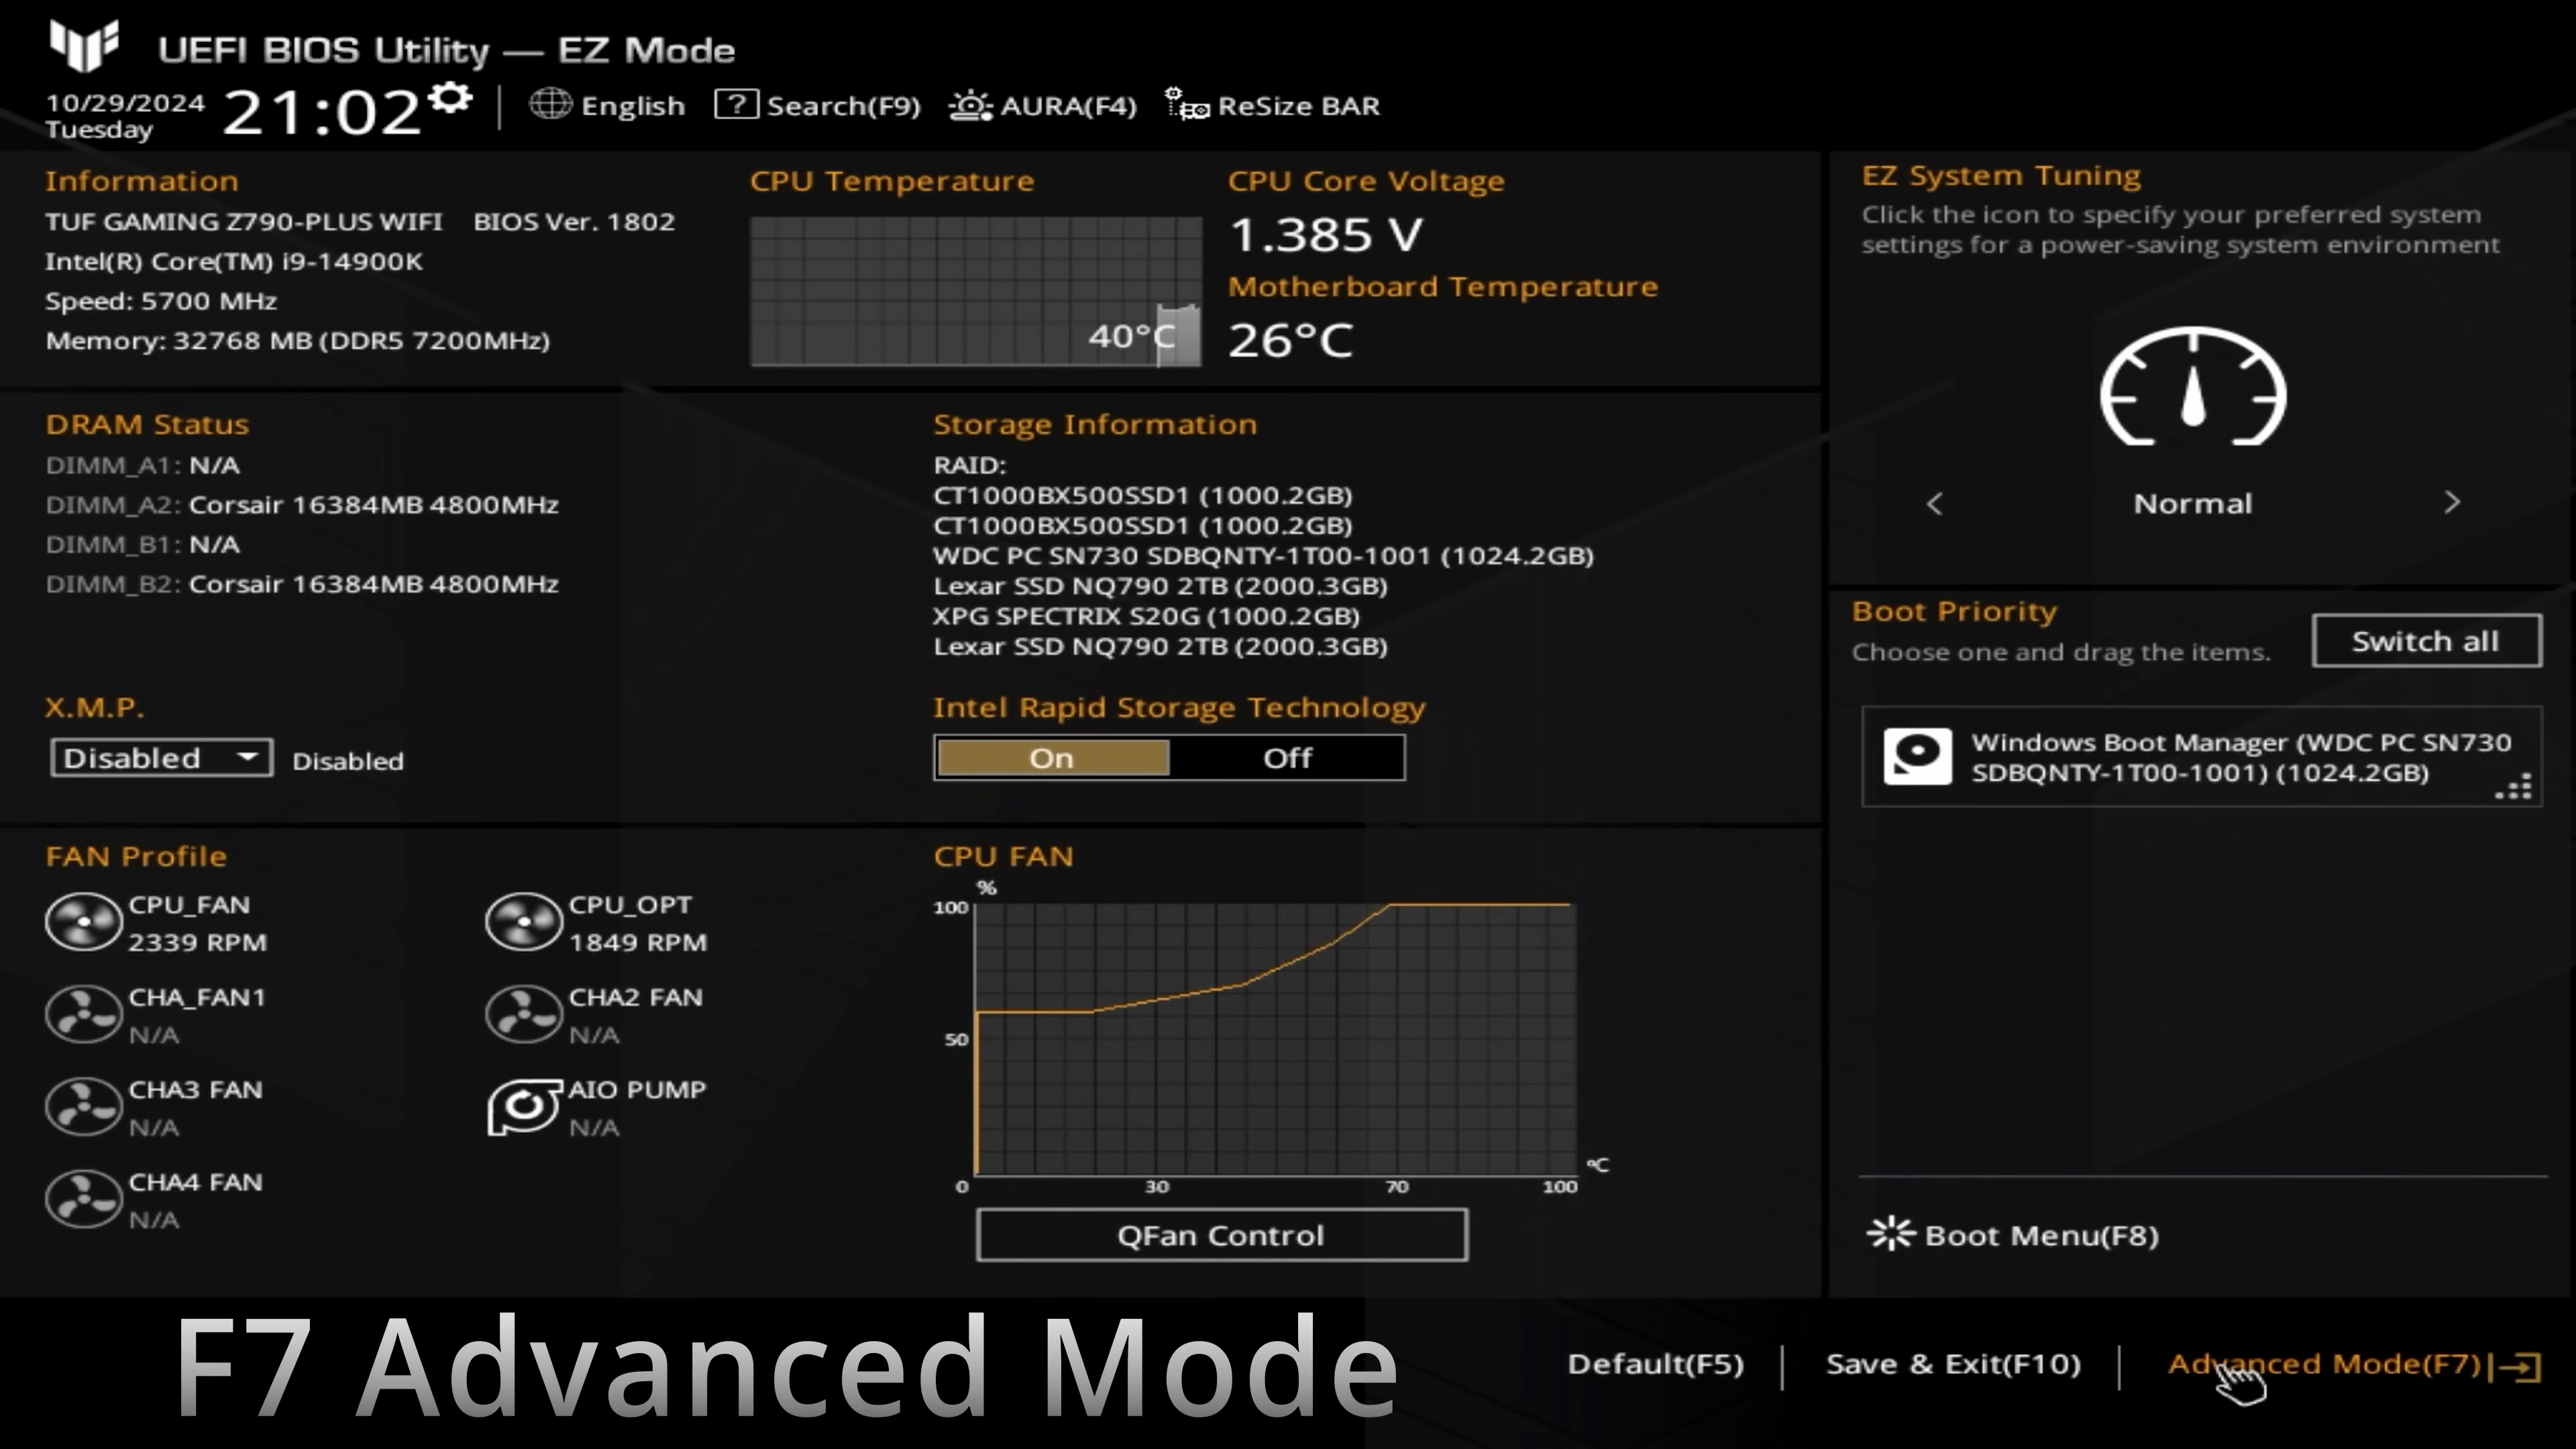 UEFI BIOS Utility — EZ Mode
10/29/2024
Tuesday
21:02
English
?
Search(F9)
AURA(F4)
ReSize BAR
Information
TUF GAMING Z790-PLUS WIFI BIOS Ver. 1802
Intel(R) Core(TM) i9-14900K
Speed: 5700 MHz
Memory: 32768 MB (DDR5 7200MHz)
CPU Temperature
40°C
CPU Core Voltage
1.385 V
Motherboard Temperature
26°C
EZ System Tuning
Click the icon to specify your preferred system
settings for a power-saving system environment
< Normal >
DRAM Status
DIMM_A1: N/A
DIMM_A2: Corsair 16384MB 4800MHz
DIMM_B1: N/A
DIMM_B2: Corsair 16384MB 4800MHz
Storage Information
RAID:
CT1000BX500SSD1 (1000.2GB)
CT1000BX500SSD1 (1000.2GB)
WDC PC SN730 SDBQNTY-1T00-1001 (1024.2GB)
Lexar SSD NQ790 2TB (2000.3GB)
XPG SPECTRIX S20G (1000.2GB)
Lexar SSD NQ790 2TB (2000.3GB)
X.M.P.
Disabled
Disabled
Intel Rapid Storage Technology
On
Off
Boot Priority
Choose one and drag the items.
Switch all
Windows Boot Manager (WDC PC SN730
SDBQNTY-1T00-1001) (1024.2GB)
FAN Profile
CPU_FAN
2339 RPM
CPU_OPT
1849 RPM
CHA_FAN1
N/A
CHA2 FAN
N/A
CHA3 FAN
N/A
AIO PUMP
N/A
CHA4 FAN
N/A
CPU FAN
%
100
50
0
30
70
100
°C
QFan Control
Boot Menu(F8)
F7 Advanced Mode
Default(F5)
Save & Exit(F10)
Advanced Mode(F7)